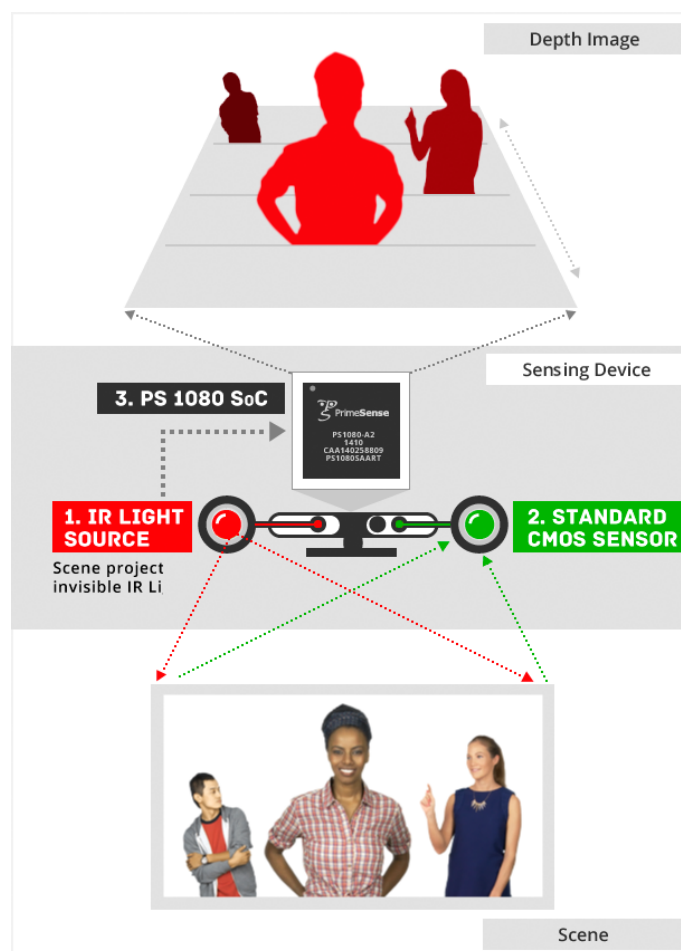 Depth Image
Sensing Device
3. PS 1080 SoC
PrimeSense
PS1080-A2
1410
CAA140258809
PS1080SAART
1. IR LIGHT
SOURCE
2. STANDARD
CMOS SENSOR
Scene project
invisible IR Li
Scene